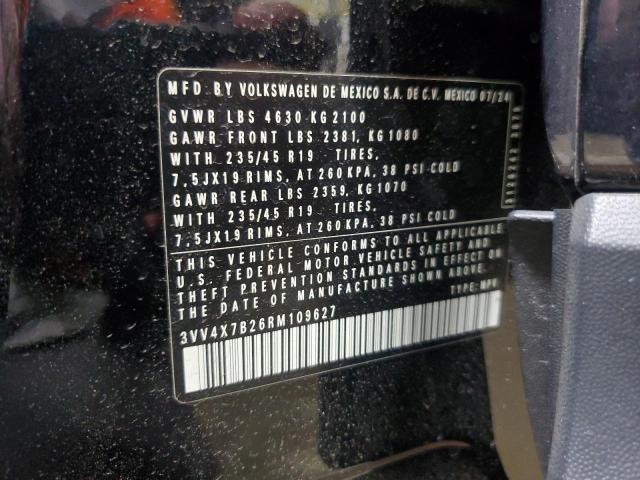 MFD. BY VOLKSWAGEN DE MEXICO S.A. DE C.V. MEXICO 07/24
GVWR LBS 4630 KG 2100
GAWR FRONT LBS 2381, KG 1080
WITH 235/45 R19 TIRES,
7,5JX19 RIMS, AT 260 KPA, 38 PSI COLD
GAWR REAR LBS 2359, KG 1070
WITH 235/45 R19 TIRES,
7,5JX19 RIMS, AT 260 KPA, 38 PSI COLD
THIS VEHICLE CONFORMS TO ALL APPLICABLE
U.S. FEDERAL MOTOR VEHICLE SAFETY AND
THEFT PREVENTION STANDARDS IN EFFECT ON
THE DATE OF MANUFACTURE SHOWN ABOVE.
TYPE: MPV
3VV4X7B26RM109627